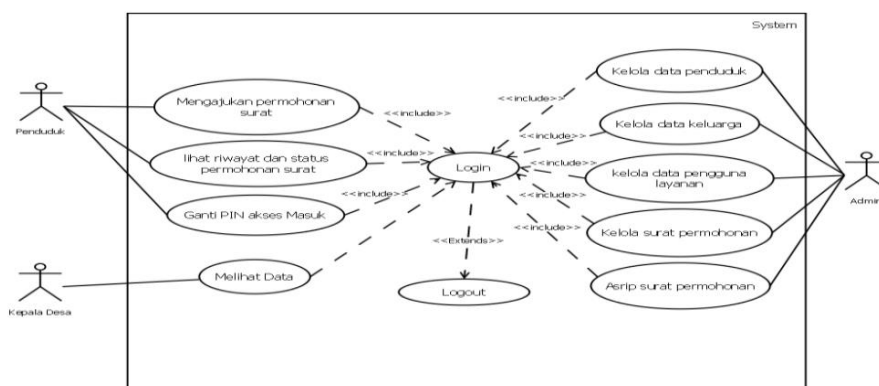 System
Penduduk
Mengajukan permohonan
surat
lihat riwayat dan status
permohonan surat
Ganti PIN akses Masuk
Kepala Desa
Melihat Data
<<include>>
<<include>>
<<include>>
Login
<<Extends>>
Logout
<<include>>
<<include>>
<<include>>
<<include>>
<<include>>
Kelola data penduduk
Kelola data keluarga
kelola data pengguna
layanan
Kelola surat permohonan
Asrip surat permohonan
Admin